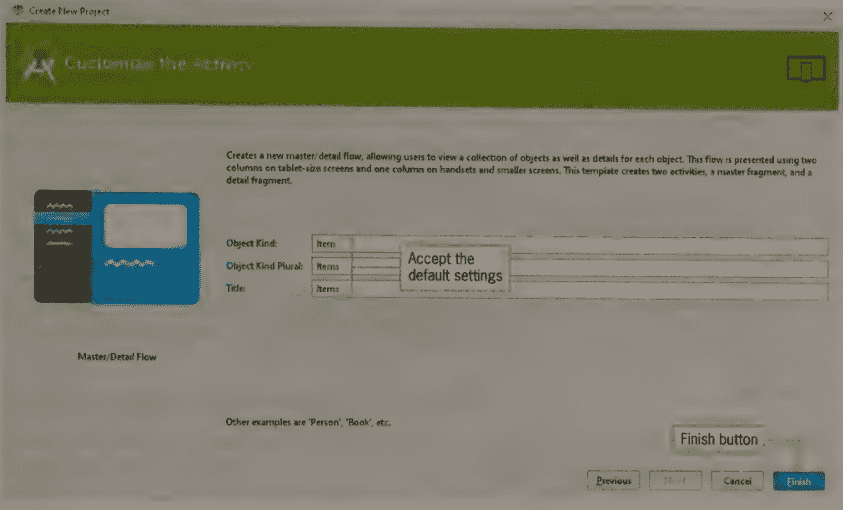 Create New Project
Customize the Activity
Creates a new master/detail flow, allowing users to view a collection of objects as well as details for each object. This flow is presented using two
columns on tablet-size screens and one column on handsets and smaller screens. This template creates two activities, a master fragment, and a
detail fragment.
Object Kind: Item
Object Kind Plural: Items
Title: Items
Accept the
default settings
Master/Detail Flow
Other examples are 'Person', 'Book', etc.
Finish button
Previous Next Cancel Finish